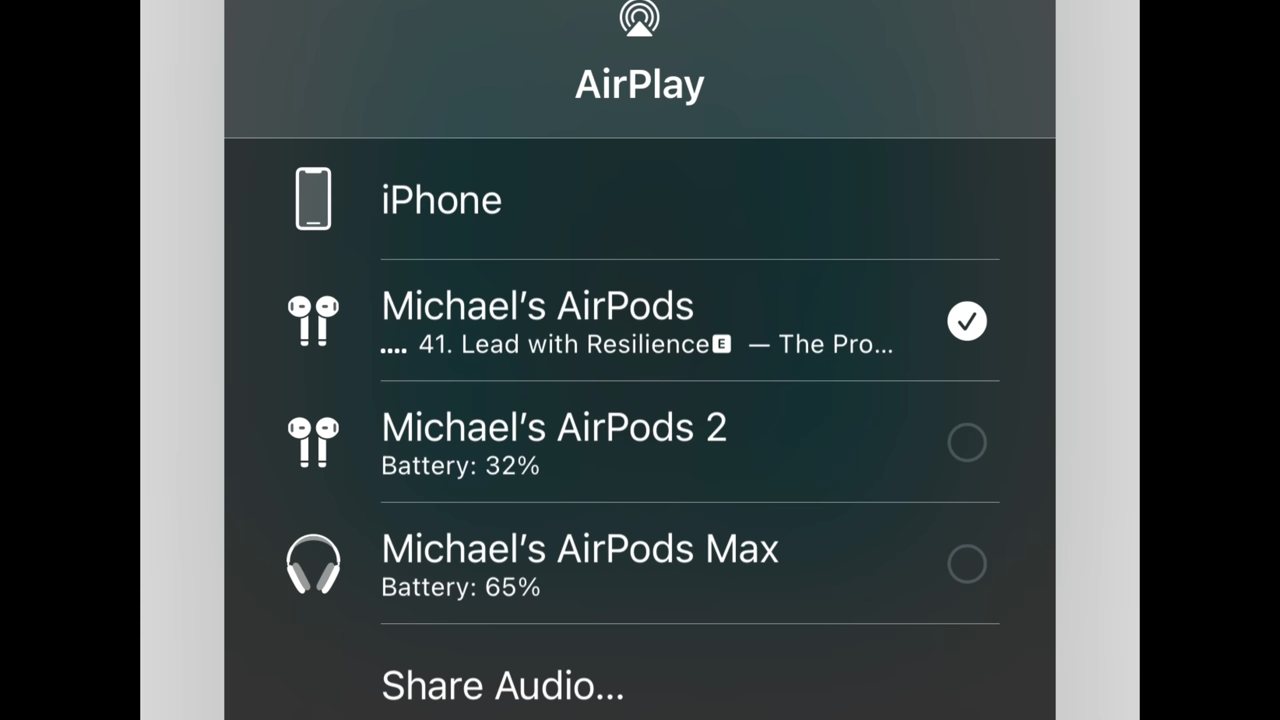 AirPlay
iPhone
Michael’s AirPods
.... 41. Lead with Resilience🄴 — The Pro...
Michael’s AirPods 2
Battery: 32%
Michael’s AirPods Max
Battery: 65%
Share Audio...